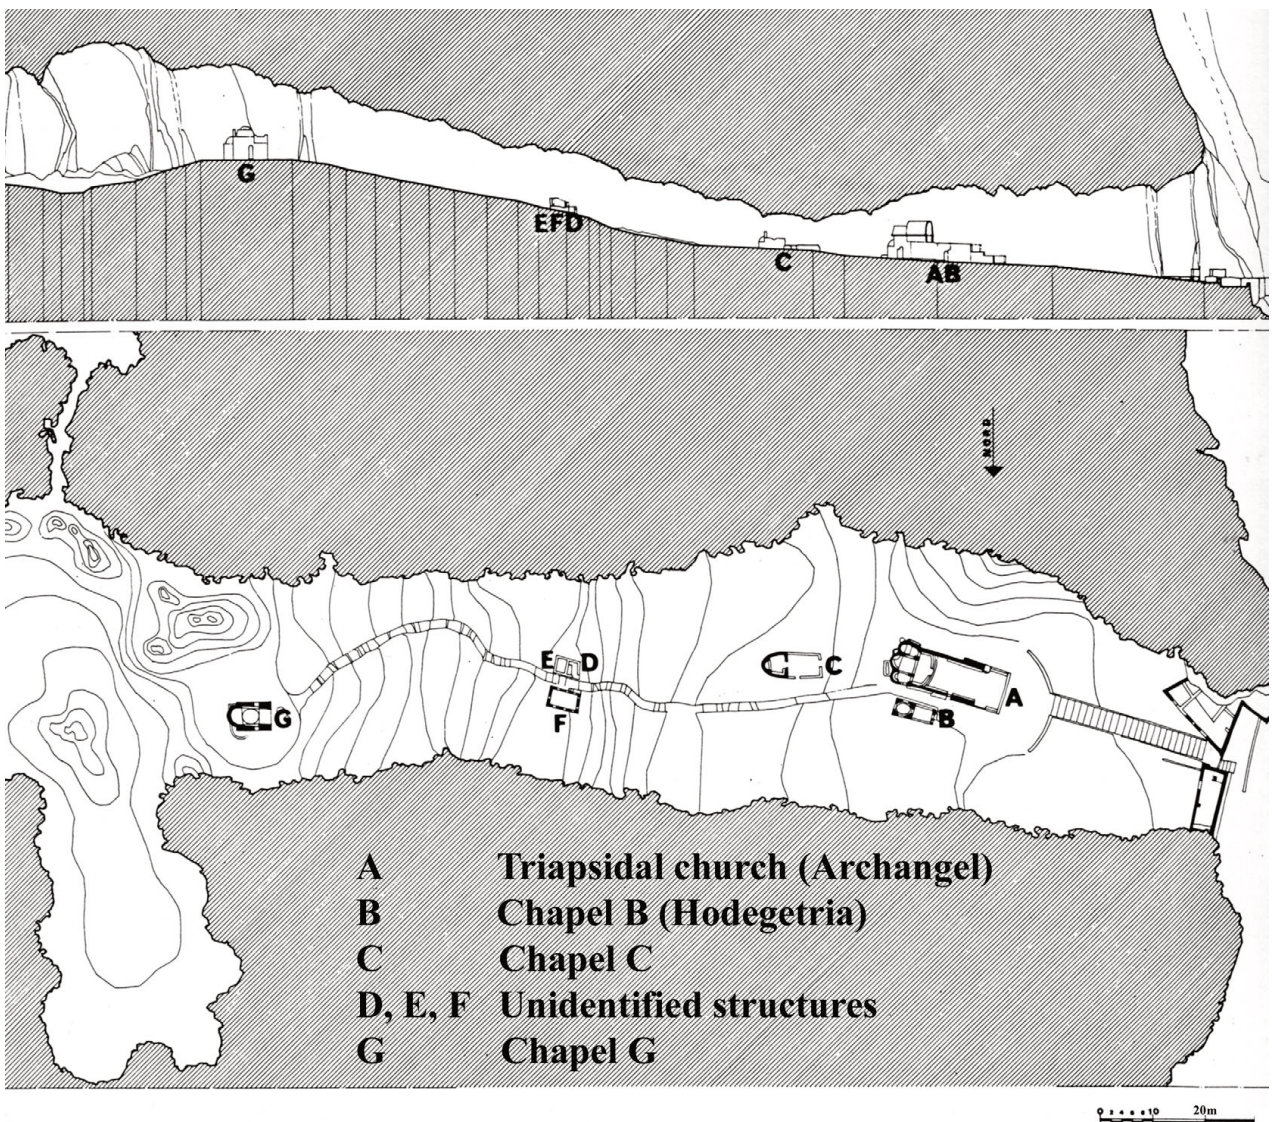 G
EFD
C
AB
NORD
E D
C
A
G
F
B
A Triapsidal church (Archangel)
B Chapel B (Hodegetria)
C Chapel C
D, E, F Unidentified structures
G Chapel G
0 2 4 6 8 10 20m